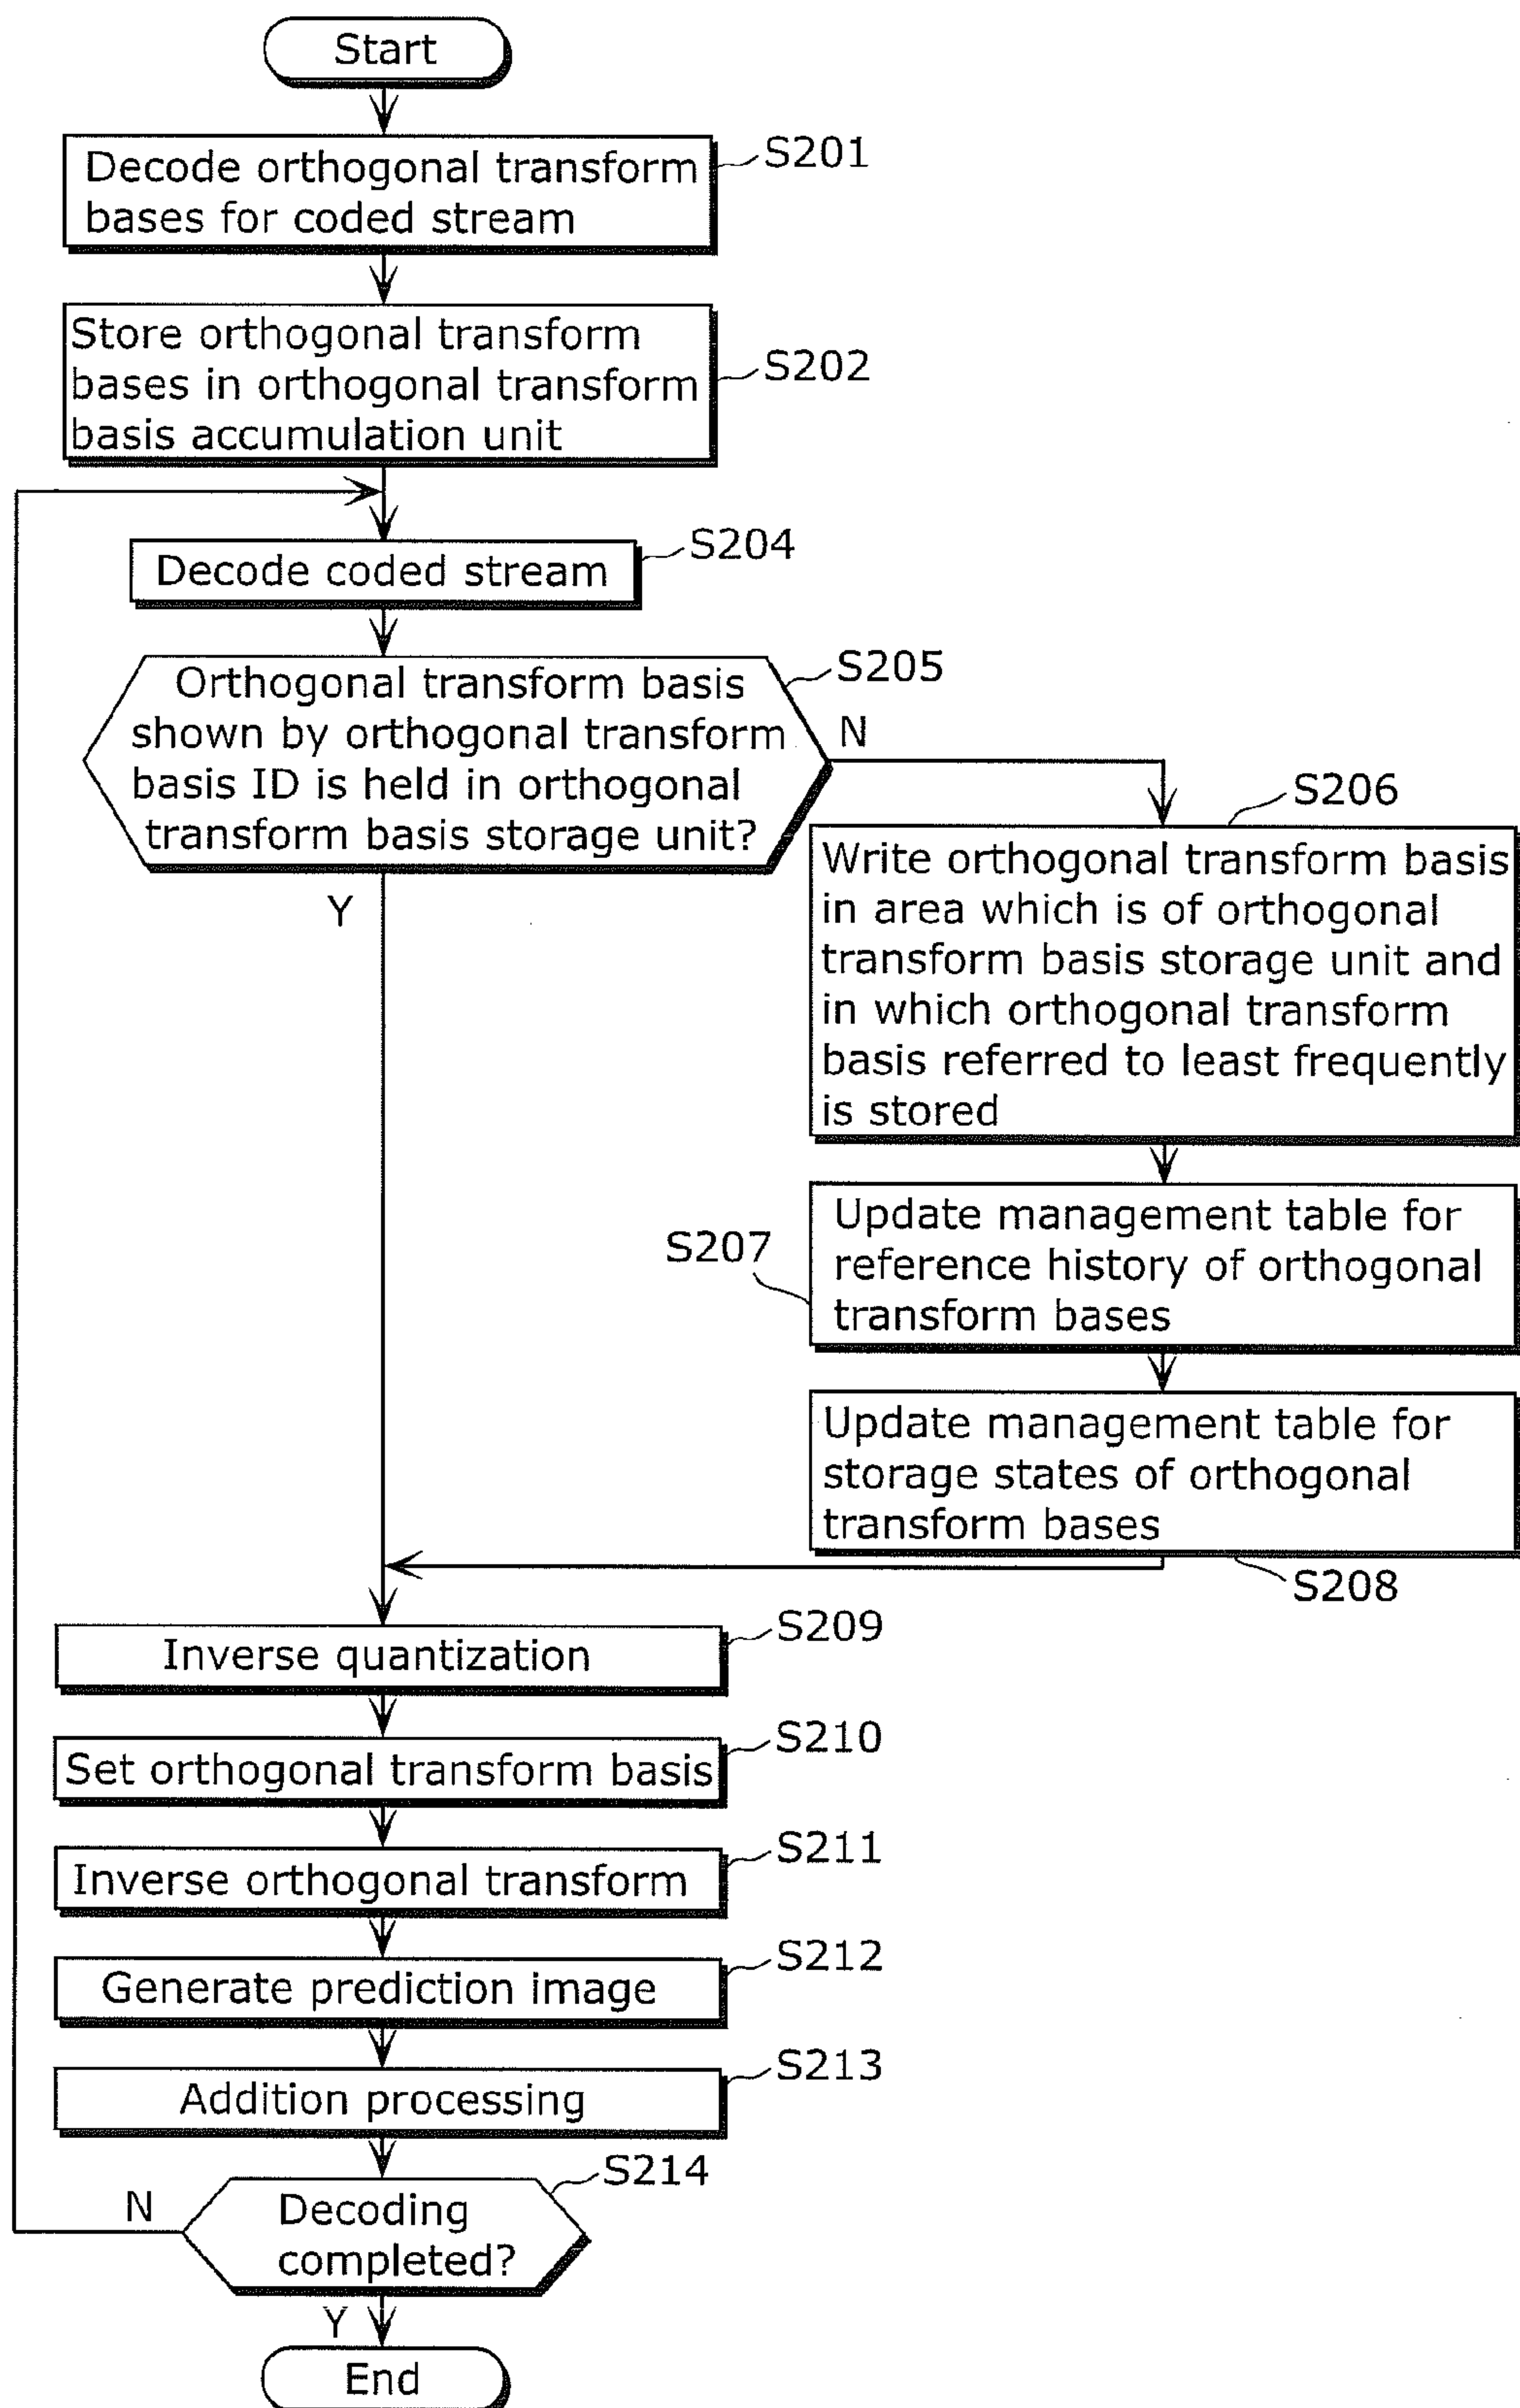 Start
S201
Decode orthogonal transform
bases for coded stream
S202
Store orthogonal transform
bases in orthogonal transform
basis accumulation unit
S204
Decode coded stream
S205
Orthogonal transform basis
shown by orthogonal transform
basis ID is held in orthogonal
transform basis storage unit?
N
Y
S206
Write orthogonal transform basis
in area which is of orthogonal
transform basis storage unit and
in which orthogonal transform
basis referred to least frequently
is stored
S207
Update management table for
reference history of orthogonal
transform bases
Update management table for
storage states of orthogonal
transform bases
S208
S209
Inverse quantization
S210
Set orthogonal transform basis
S211
Inverse orthogonal transform
S212
Generate prediction image
S213
Addition processing
S214
N
Decoding
completed?
Y
End